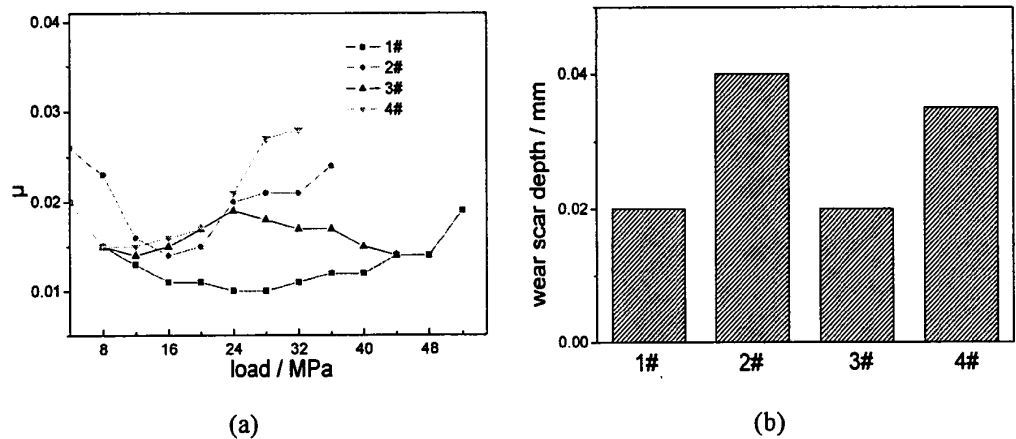 0.04
0.03
0.02
0.01
μ
1#
2#
3#
4#
8 16 24 32 40 48
load / MPa
(a)
0.04
0.02
0.00
wear scar depth / mm
1# 2# 3# 4#
(b)